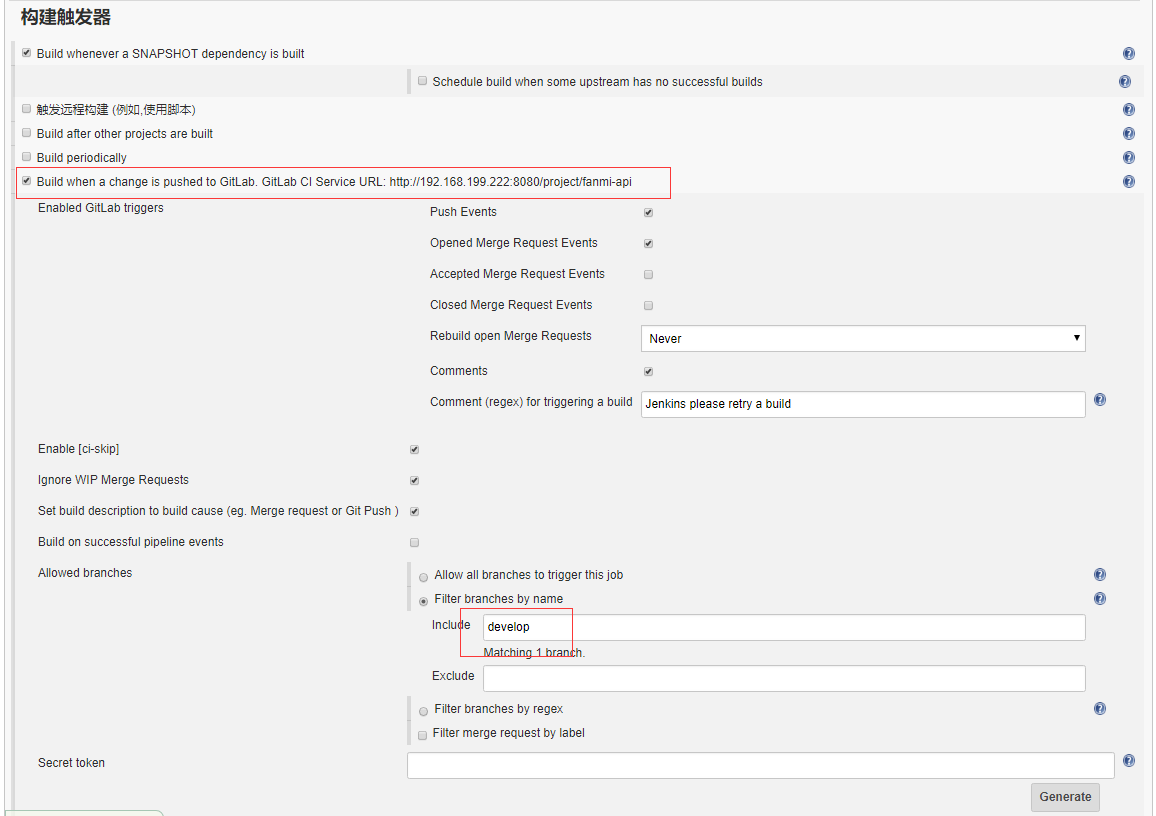 构建触发器
Build whenever a SNAPSHOT dependency is built
Schedule build when some upstream has no successful builds
触发远程构建 (例如,使用脚本)
Build after other projects are built
Build periodically
Build when a change is pushed to GitLab. GitLab CI Service URL: http://192.168.199.222:8080/project/fanmi-api
Enabled GitLab triggers
Push Events
Opened Merge Request Events
Accepted Merge Request Events
Closed Merge Request Events
Rebuild open Merge Requests
Never
Comments
Comment (regex) for triggering a build
Jenkins please retry a build
Enable [ci-skip]
Ignore WIP Merge Requests
Set build description to build cause (eg. Merge request or Git Push )
Build on successful pipeline events
Allowed branches
Allow all branches to trigger this job
Filter branches by name
Include
develop
Matching 1 branch.
Exclude
Filter branches by regex
Filter merge request by label
Secret token
Generate